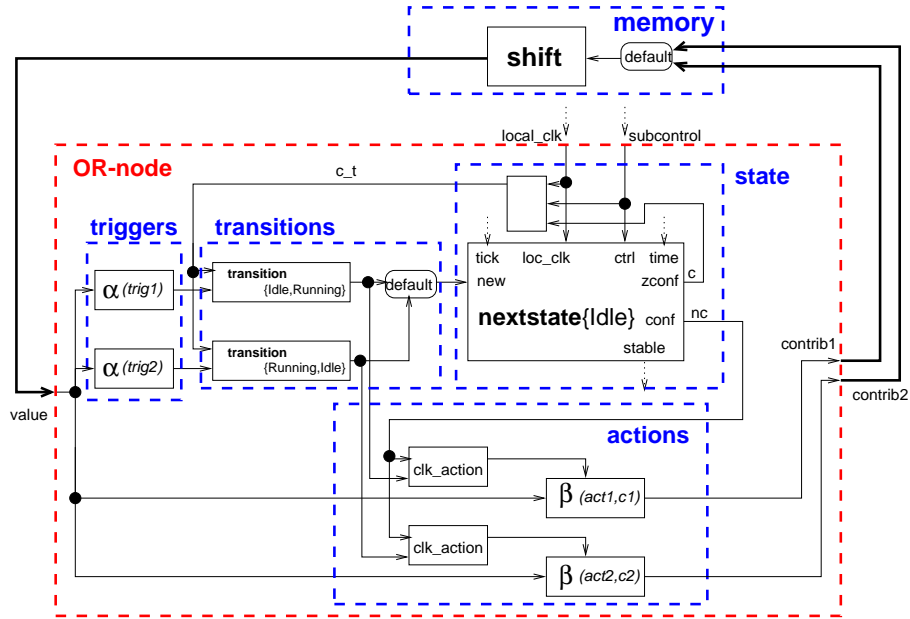 memory
shift
default
local_clk
subcontrol
OR-node
c_t
state
triggers
transitions
tick
loc_clk
ctrl
time
new
zconf
c
α(trig1)
transition
{Idle,Running}
default
nextstate{Idle}
conf
nc
stable
α(trig2)
transition
{Running,Idle}
contrib1
contrib2
value
actions
clk_action
β(act1,c1)
clk_action
β(act2,c2)